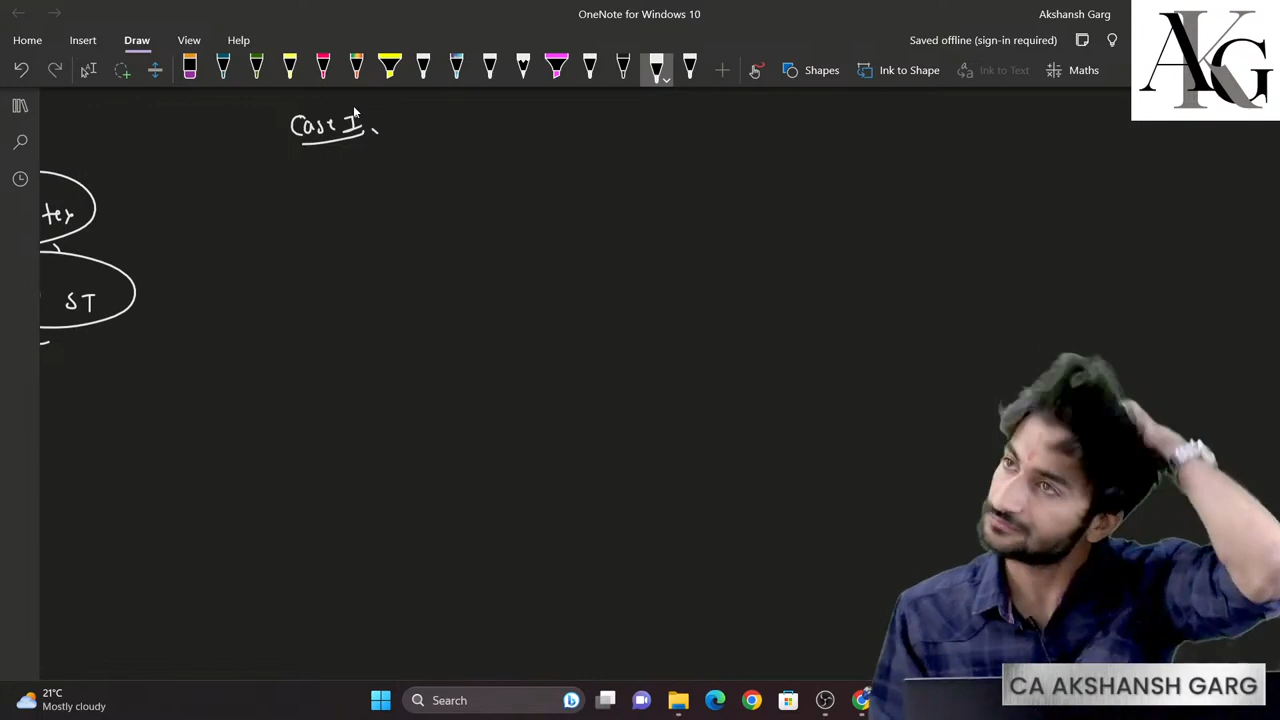 OneNote for Windows 10
Akshansh Garg
Home Insert Draw View Help
Saved offline (sign-in required)
Shapes
Ink to Shape
Ink to Text
Maths
AKG
Case I
ter
ST
CA AKSHANSH GARG
21°C
Mostly cloudy
Search